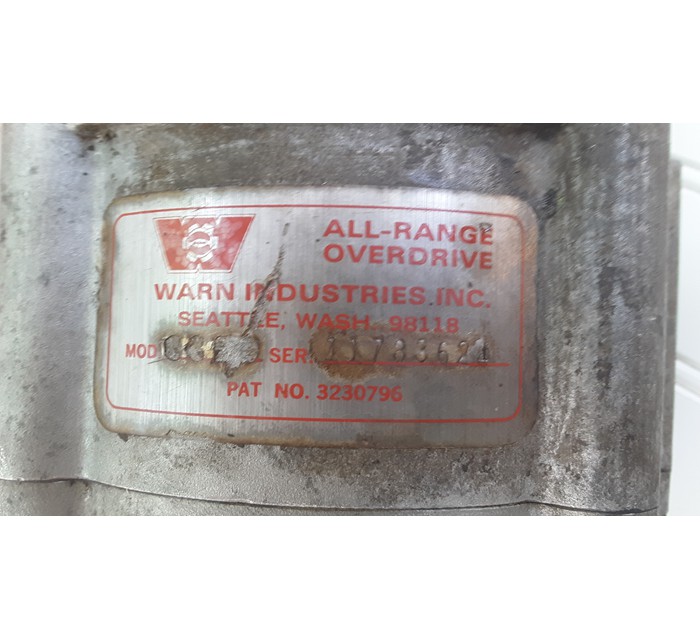 ALL-RANGE
OVERDRIVE
WARN INDUSTRIES, INC.
SEATTLE, WASH. 98118
MOD SER
PAT NO. 3230796